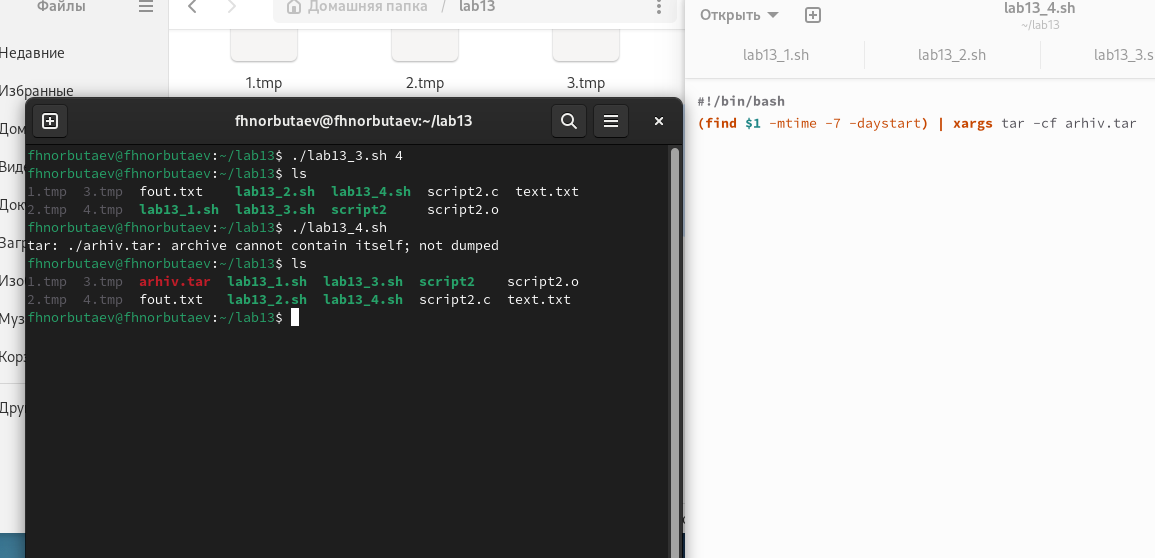 Файлы
Домашняя папка / lab13
Недавние
Избранные
1.tmp 2.tmp 3.tmp
fhnorbutaev@fhnorbutaev:~/lab13
fhnorbutaev@fhnorbutaev:~/lab13$ ./lab13_3.sh 4
fhnorbutaev@fhnorbutaev:~/lab13$ ls
1.tmp 3.tmp fout.txt lab13_2.sh lab13_4.sh script2.c text.txt
2.tmp 4.tmp lab13_1.sh lab13_3.sh script2 script2.o
fhnorbutaev@fhnorbutaev:~/lab13$ ./lab13_4.sh
tar: ./arhiv.tar: archive cannot contain itself; not dumped
fhnorbutaev@fhnorbutaev:~/lab13$ ls
1.tmp 3.tmp arhiv.tar lab13_1.sh lab13_3.sh script2 script2.o
2.tmp 4.tmp fout.txt lab13_2.sh lab13_4.sh script2.c text.txt
fhnorbutaev@fhnorbutaev:~/lab13$
Открыть
lab13_4.sh
~/lab13
lab13_1.sh lab13_2.sh lab13_3.s
#!/bin/bash
(find $1 -mtime -7 -daystart) | xargs tar -cf arhiv.tar